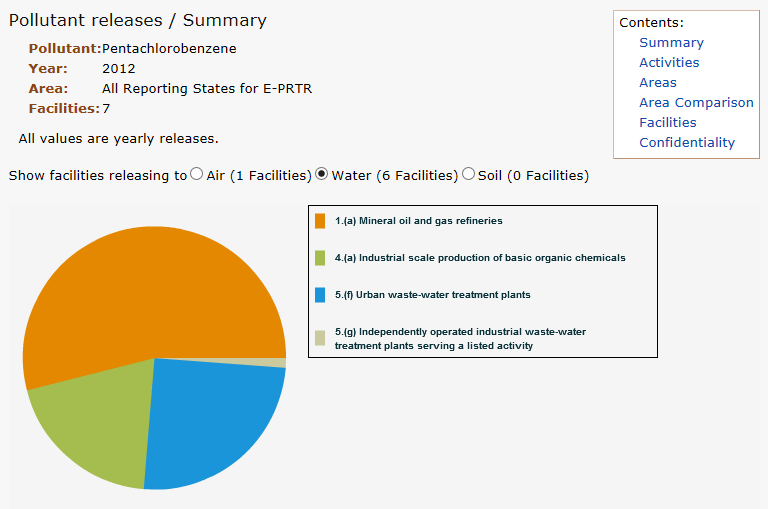 Pollutant releases / Summary
Pollutant:Pentachlorobenzene
Year: 2012
Area: All Reporting States for E-PRTR
Facilities: 7
All values are yearly releases.
Contents:
Summary
Activities
Areas
Area Comparison
Facilities
Confidentiality
Show facilities releasing to Air (1 Facilities) Water (6 Facilities) Soil (0 Facilities)
1.(a) Mineral oil and gas refineries
4.(a) Industrial scale production of basic organic chemicals
5.(f) Urban waste-water treatment plants
5.(g) Independently operated industrial waste-water
treatment plants serving a listed activity